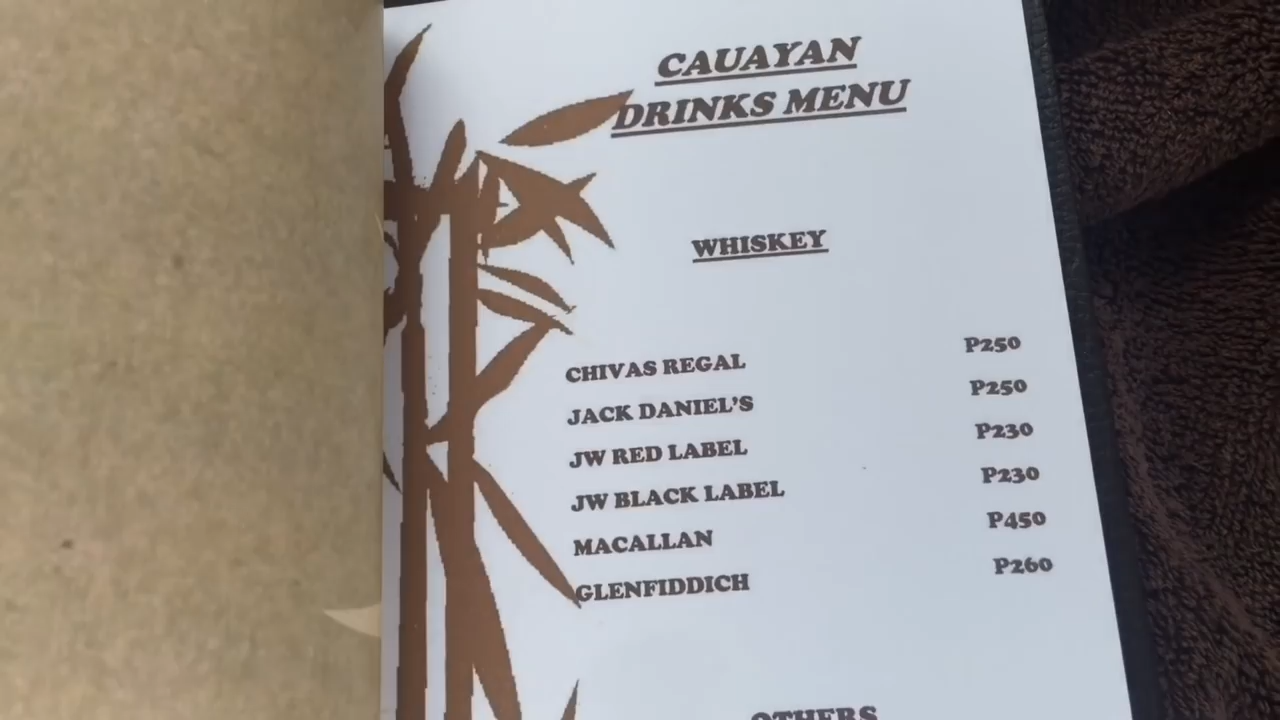 CAUAYAN
DRINKS MENU
WHISKEY
CHIVAS REGAL P250
JACK DANIEL'S P250
JW RED LABEL P230
JW BLACK LABEL P230
MACALLAN P450
GLENFIDDICH P260
OTHERS